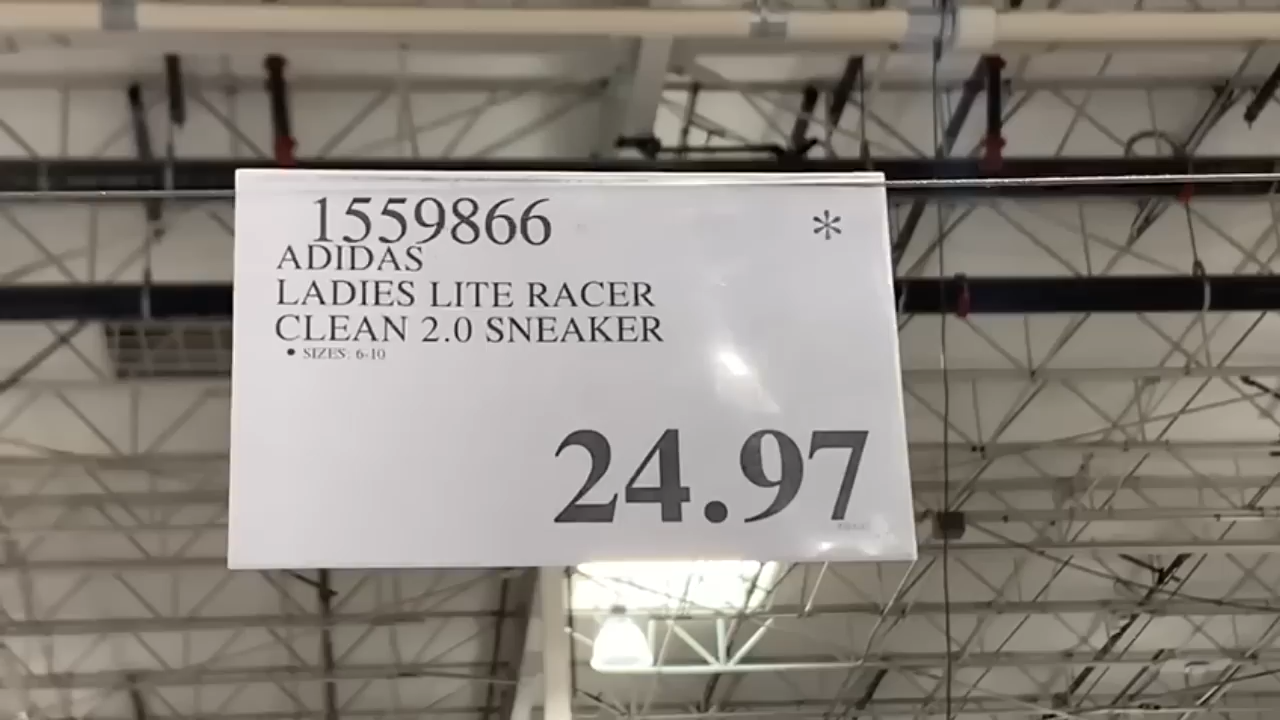 1559866 *
ADIDAS
LADIES LITE RACER
CLEAN 2.0 SNEAKER
• SIZES: 6-10
24.97